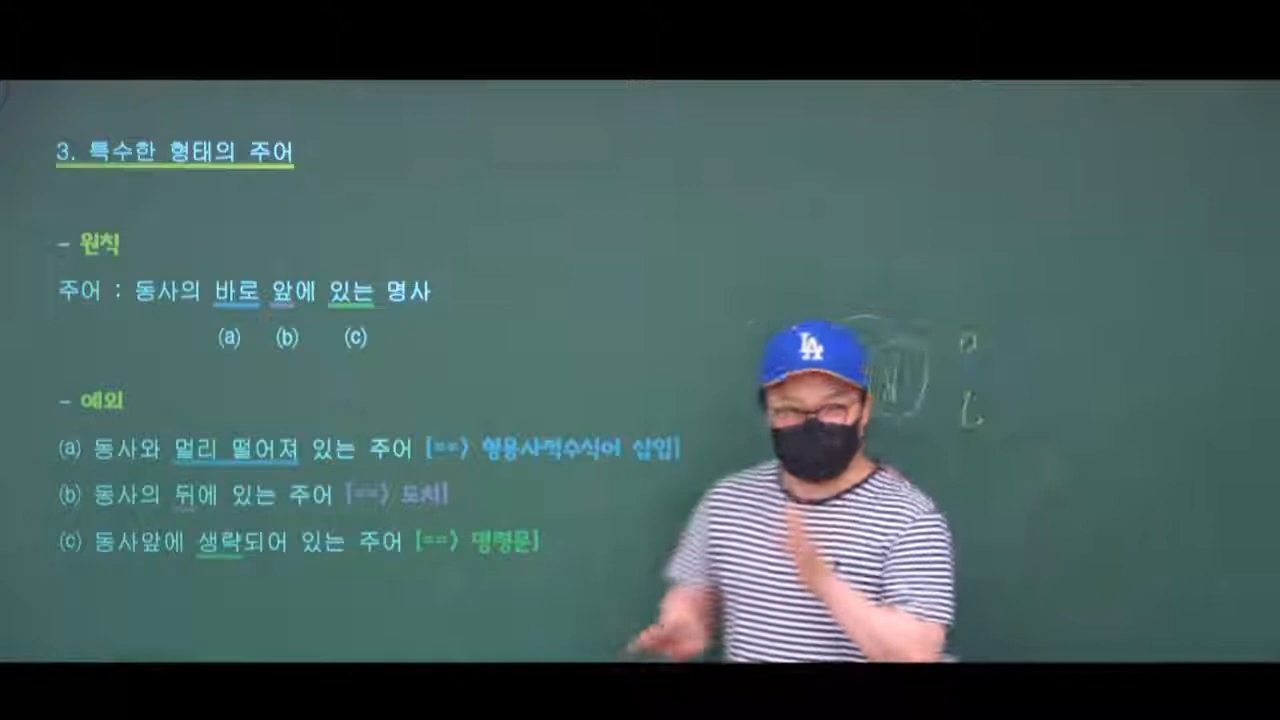 3. 특수한 형태의 주어
- 원칙
주어 : 동사의 바로 앞에 있는 명사
(a) (b) (c)
- 예외
(a) 동사와 멀리 떨어져 있는 주어 [==> 형용사적수식어 삽입]
(b) 동사의 뒤에 있는 주어 [==> 도치]
(c) 동사앞에 생략되어 있는 주어 [==> 명령문]
LA